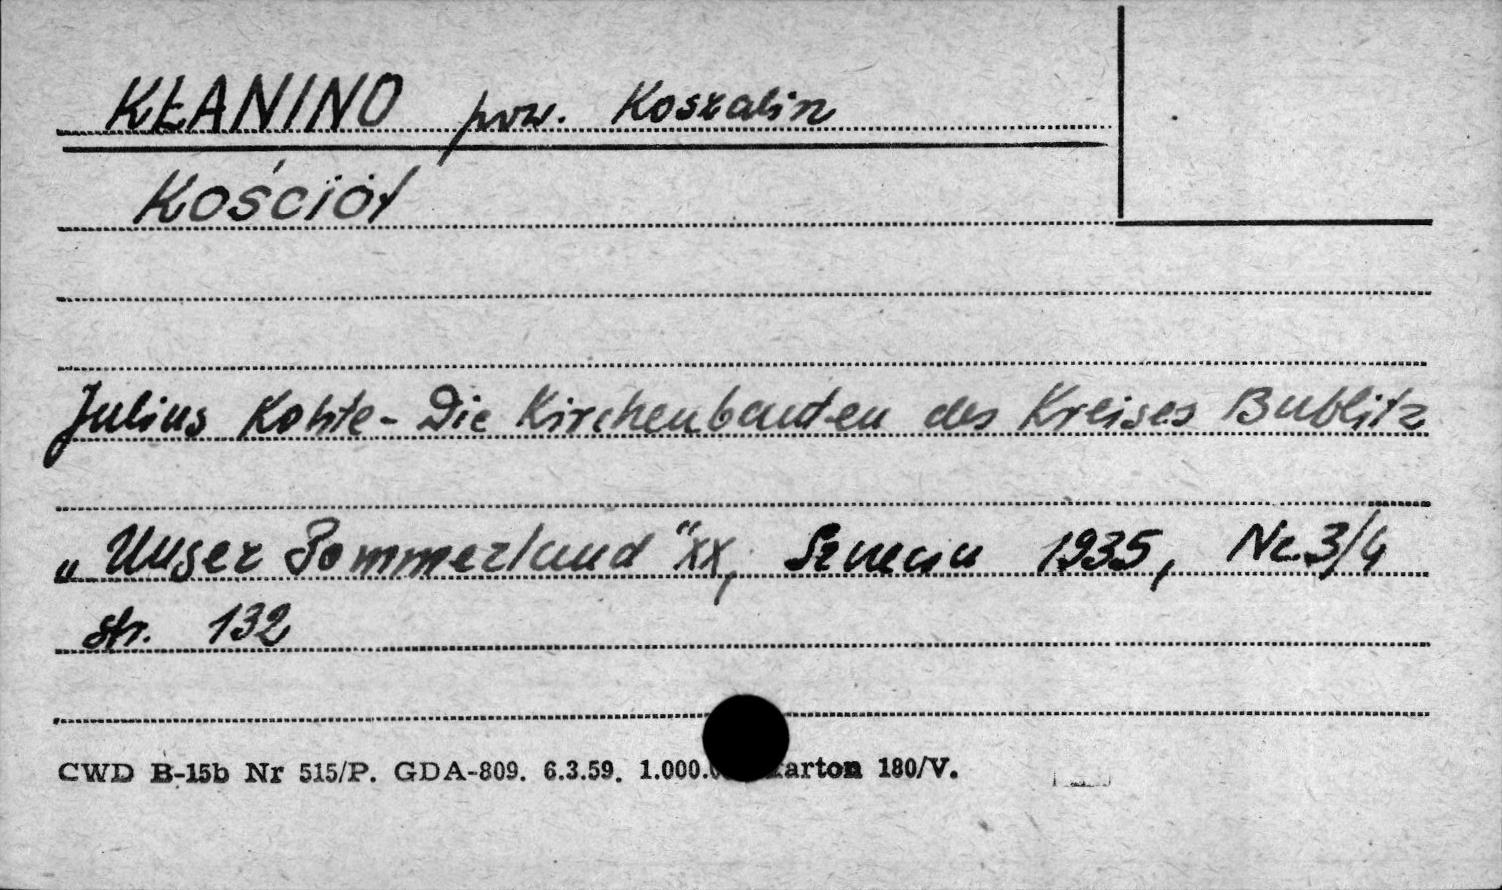 KŁANINO pow. Koszalin
Kościół
Julius Kohte - Die Kirchenbauten des Kreises Bublitz
„Unser Pommerland" XX, Szczecin 1935, Nr. 3/4
str. 132
CWD B-15b Nr 515/P. GDA-809. 6.3.59. 1.000. karton 180/V.